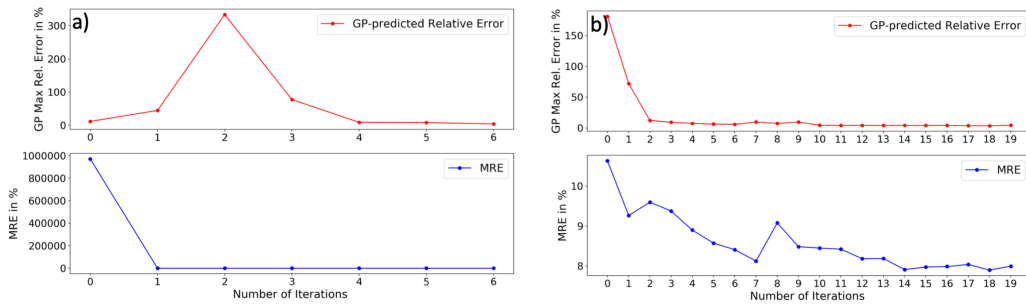 a)
GP-predicted Relative Error
GP Max Rel. Error in %
300
200
100
0
0 1 2 3 4 5 6
MRE
MRE in %
1000000
800000
600000
400000
200000
0
0 1 2 3 4 5 6
Number of Iterations
b)
GP-predicted Relative Error
GP Max Rel. Error in %
150
100
50
0
0 1 2 3 4 5 6 7 8 9 10 11 12 13 14 15 16 17 18 19
MRE
MRE in %
10
9
8
0 1 2 3 4 5 6 7 8 9 10 11 12 13 14 15 16 17 18 19
Number of Iterations